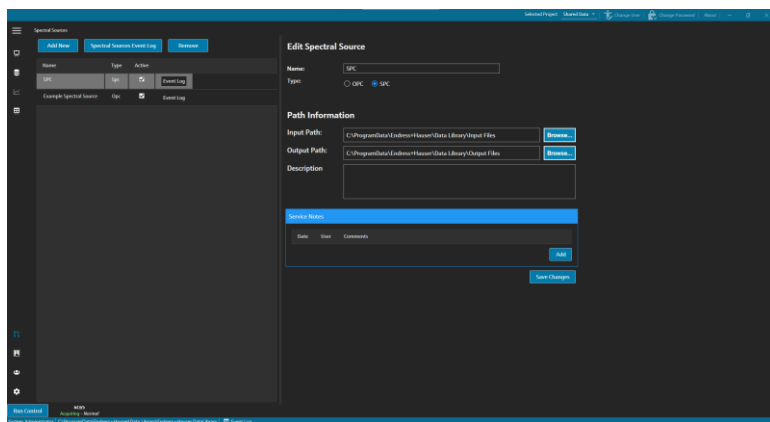 Selected Project Shared Data Change User Change Password About
Spectral Sources
Add New Spectral Sources Event Log Remove
Name Type Active
SPC Spc Event Log
Example Spectral Source Opc Event Log
Edit Spectral Source
Name: SPC
Type: OPC SPC
Path Information
Input Path: C:\ProgramData\Endress+Hauser\Data Library\Input Files Browse...
Output Path: C:\ProgramData\Endress+Hauser\Data Library\Output Files Browse...
Description
Service Notes
Date User Comments
Add
Save Changes
Run Control
Acquiring - Normal